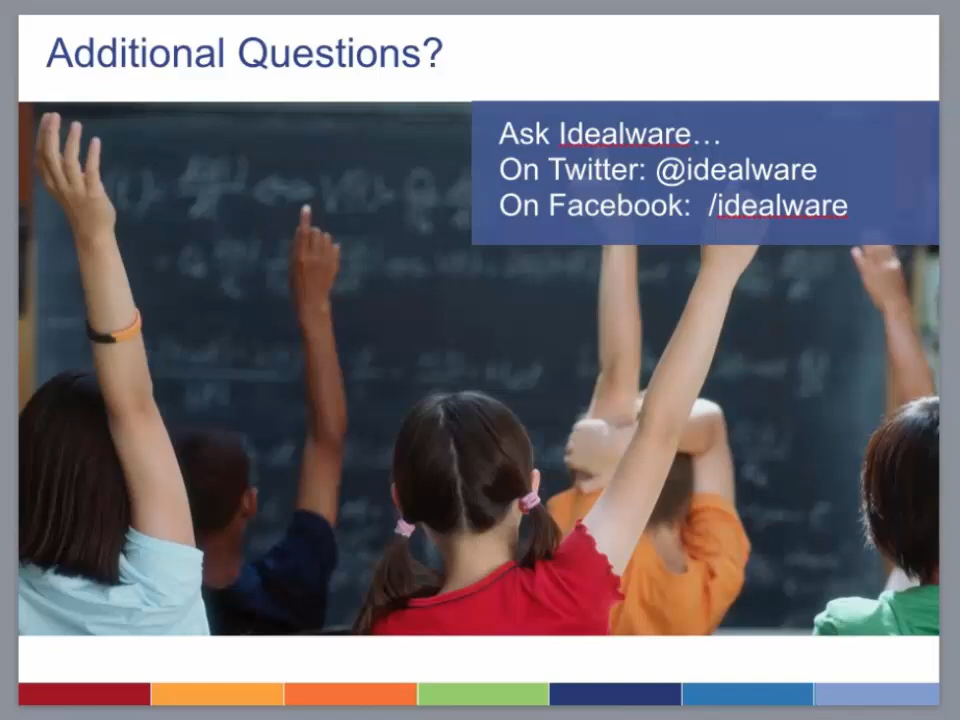 Additional Questions?
Ask Idealware…
On Twitter: @idealware
On Facebook:  /idealware